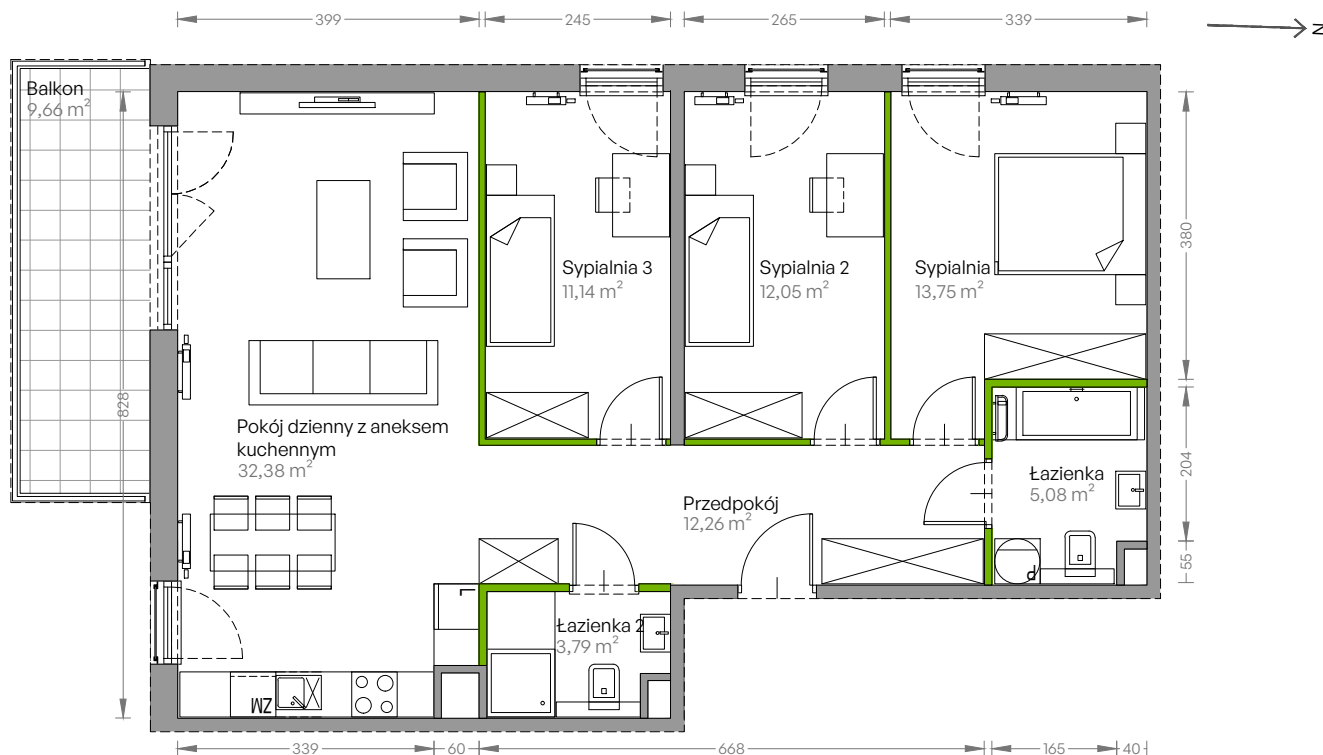 399
245
265
339
N
Balkon
9,66 m²
828
380
Sypialnia 3
11,14 m²
Sypialnia 2
12,05 m²
Sypialnia
13,75 m²
Pokój dzienny z aneksem
kuchennym
32,38 m²
Przedpokój
12,26 m²
Łazienka
5,08 m²
204
55
P
L
Łazienka 2
3,79 m²
ZM
339
60
668
165
40